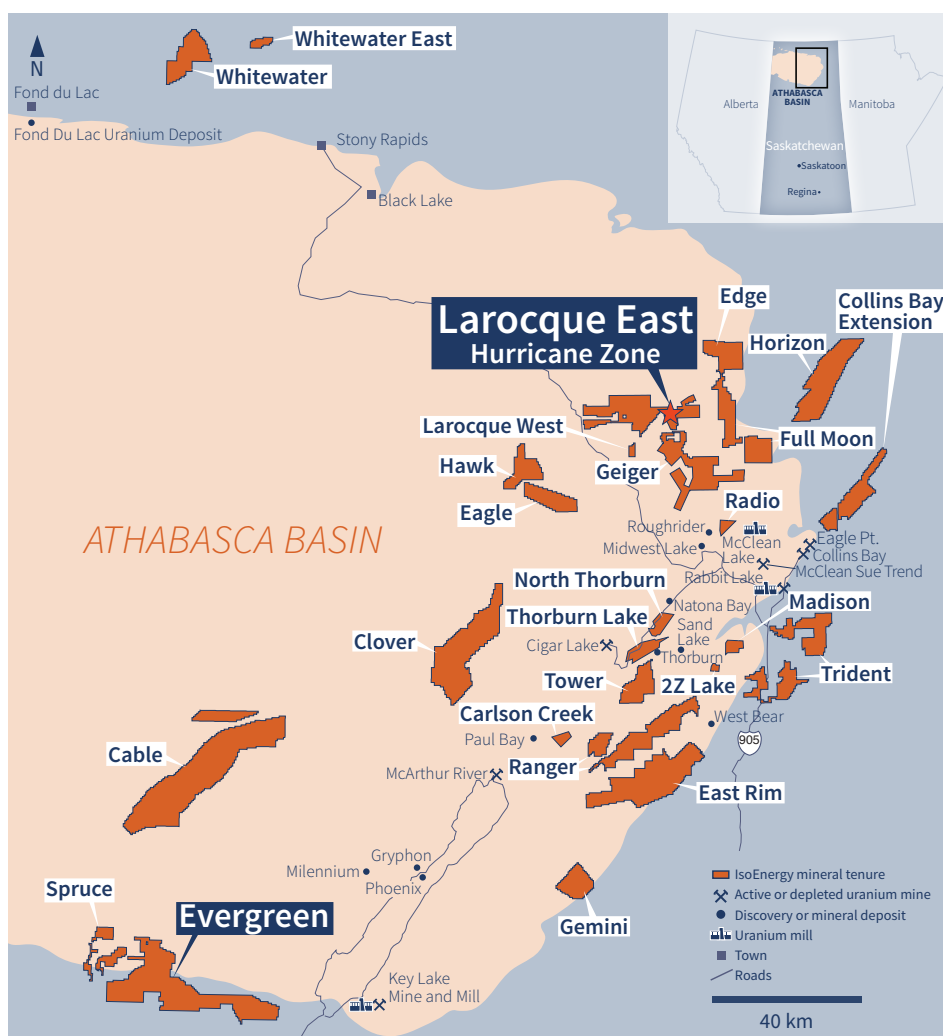 Whitewater East
Whitewater
N
Fond du Lac
Fond Du Lac Uranium Deposit
Stony Rapids
Black Lake
Alberta
ATHABASCA
BASIN
Manitoba
Saskatchewan
Saskatoon
Regina
Edge
Collins Bay
Extension
Horizon
Larocque East
Hurricane Zone
Larocque West
Full Moon
Hawk
Geiger
Eagle
Radio
ATHABASCA BASIN
Roughrider
Midwest Lake
McClean
Lake
Eagle Pt.
Collins Bay
McClean Sue Trend
Rabbit Lake
North Thorburn
Natona Bay
Madison
Thorburn Lake
Sand
Lake
Clover
Cigar Lake
Thorburn
Tower
2Z Lake
Trident
Carlson Creek
West Bear
Paul Bay
905
Cable
Ranger
McArthur River
East Rim
Gryphon
Milennium
Phoenix
Spruce
Evergreen
Gemini
Key Lake
Mine and Mill
IsoEnergy mineral tenure
Active or depleted uranium mine
Discovery or mineral deposit
Uranium mill
Town
Roads
40 km